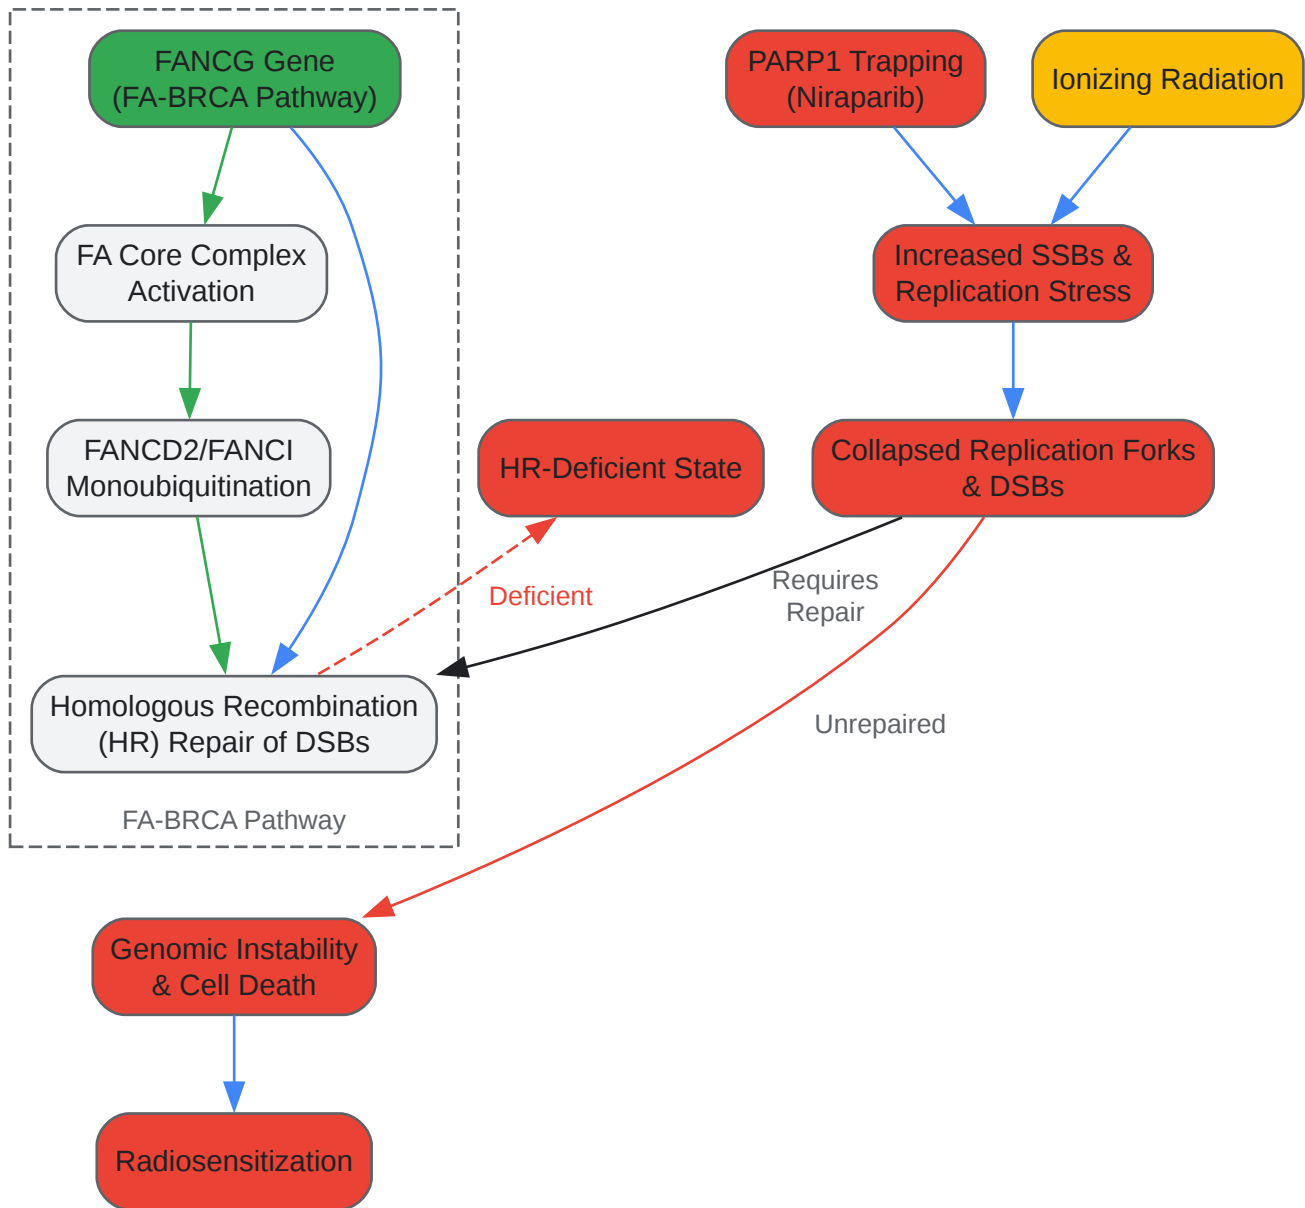 FANCG Gene
(FA-BRCA Pathway)
PARP1 Trapping
(Niraparib)
Ionizing Radiation
FA Core Complex
Activation
Increased SSBs &
Replication Stress
FANCD2/FANCI
Monoubiquitination
HR-Deficient State
Collapsed Replication Forks
& DSBs
Deficient
Requires
Repair
Homologous Recombination
(HR) Repair of DSBs
Unrepaired
FA-BRCA Pathway
Genomic Instability
& Cell Death
Radiosensitization